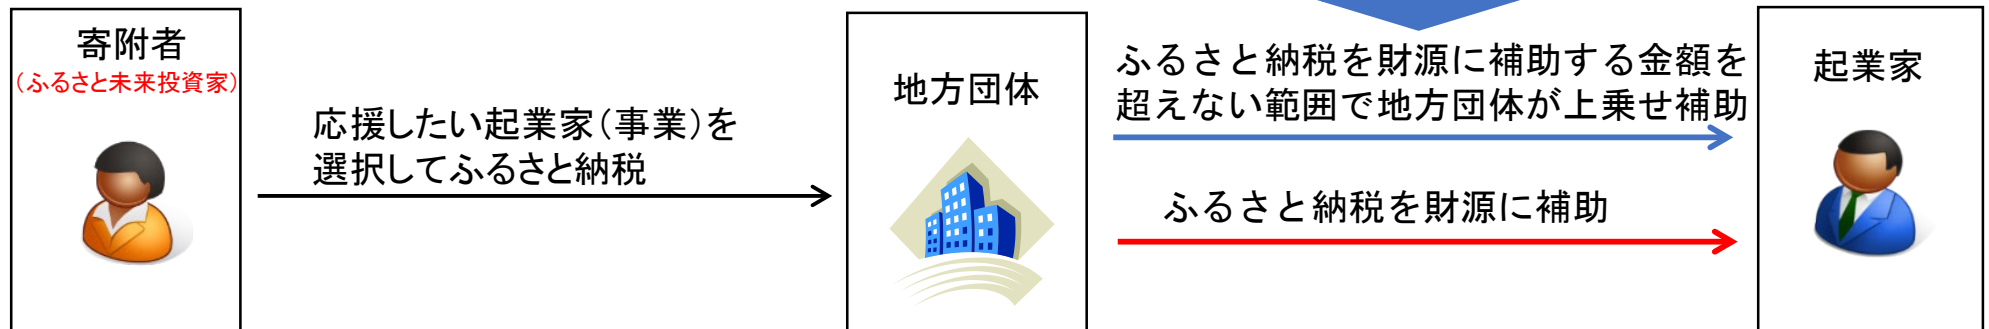 寄附者
（ふるさと未来投資家）
応援したい起業家（事業）を
選択してふるさと納税
地方団体
ふるさと納税を財源に補助する金額を
超えない範囲で地方団体が上乗せ補助
ふるさと納税を財源に補助
起業家